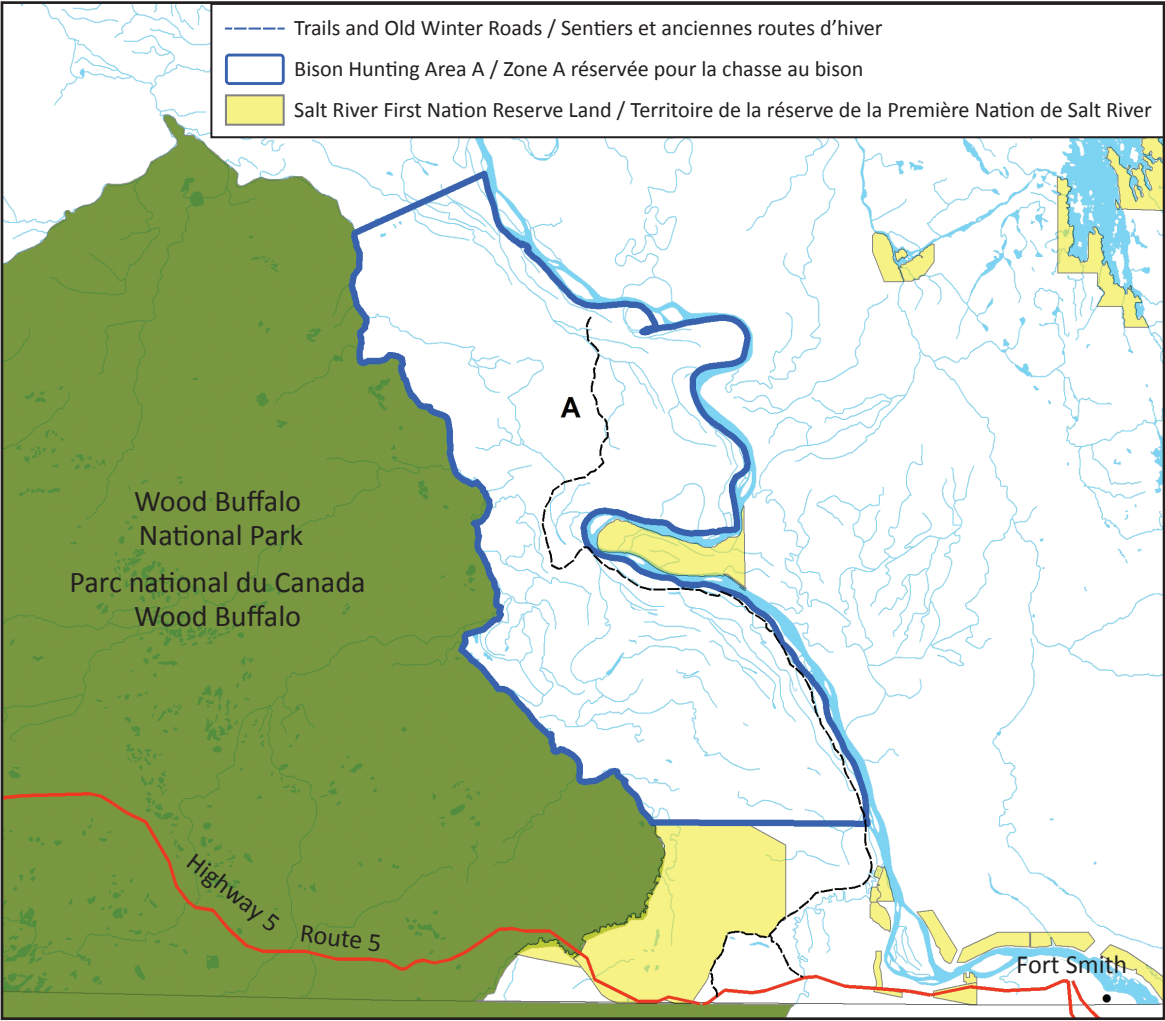 Trails and Old Winter Roads / Sentiers et anciennes routes d’hiver
Bison Hunting Area A / Zone A réservée pour la chasse au bison
Salt River First Nation Reserve Land / Territoire de la réserve de la Première Nation de Salt River
A
Wood Buffalo
National Park
Parc national du Canada
Wood Buffalo
Highway 5 Route 5
Fort Smith